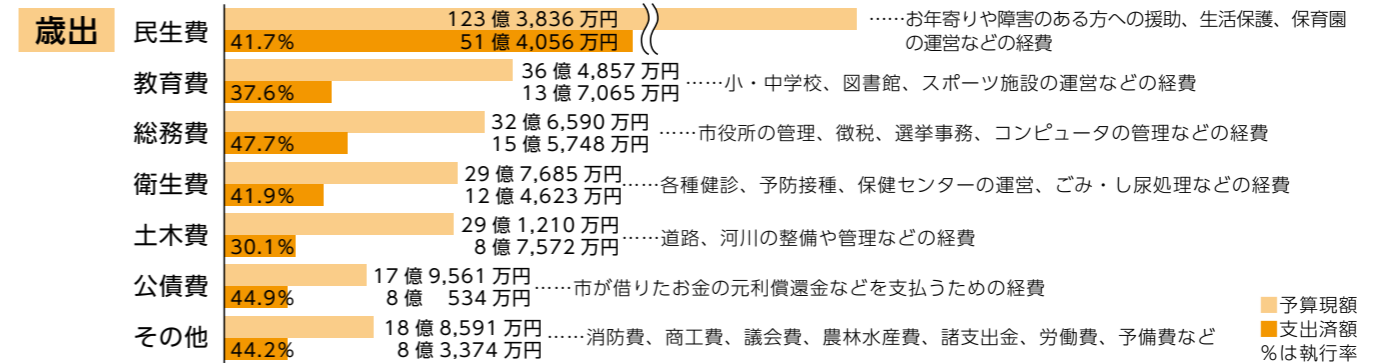 歳出
民生費
123億3,836万円
41.7%
51億4,056万円
……お年寄りや障害のある方への援助、生活保護、保育園
の運営などの経費
教育費
36億4,857万円
37.6%
13億7,065万円
……小・中学校、図書館、スポーツ施設の運営などの経費
総務費
32億6,590万円
47.7%
15億5,748万円
……市役所の管理、徴税、選挙事務、コンピュータの管理などの経費
衛生費
29億7,685万円
41.9%
12億4,623万円
……各種健診、予防接種、保健センターの運営、ごみ・し尿処理などの経費
土木費
29億1,210万円
30.1%
8億7,572万円
……道路、河川の整備や管理などの経費
公債費
17億9,561万円
44.9%
8億 534万円
……市が借りたお金の元利償還金などを支払うための経費
その他
18億8,591万円
44.2%
8億3,374万円
……消防費、商工費、議会費、農林水産費、諸支出金、労働費、予備費など
予算現額
支出済額
%は執行率